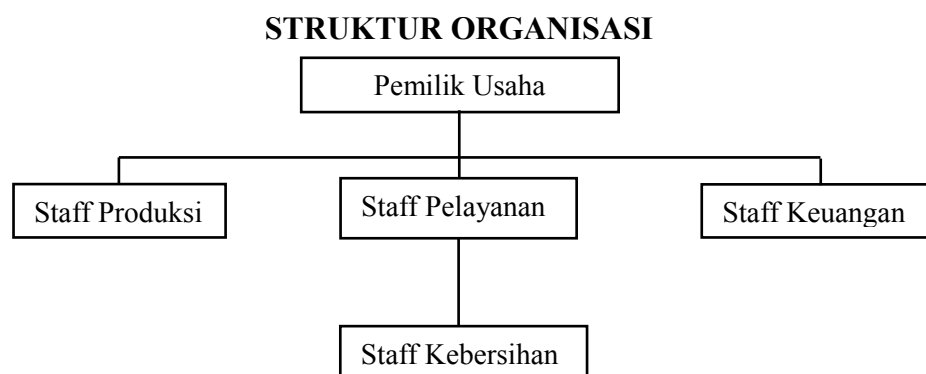 STRUKTUR ORGANISASI
Pemilik Usaha
Staff Produksi
Staff Pelayanan
Staff Keuangan
Staff Kebersihan